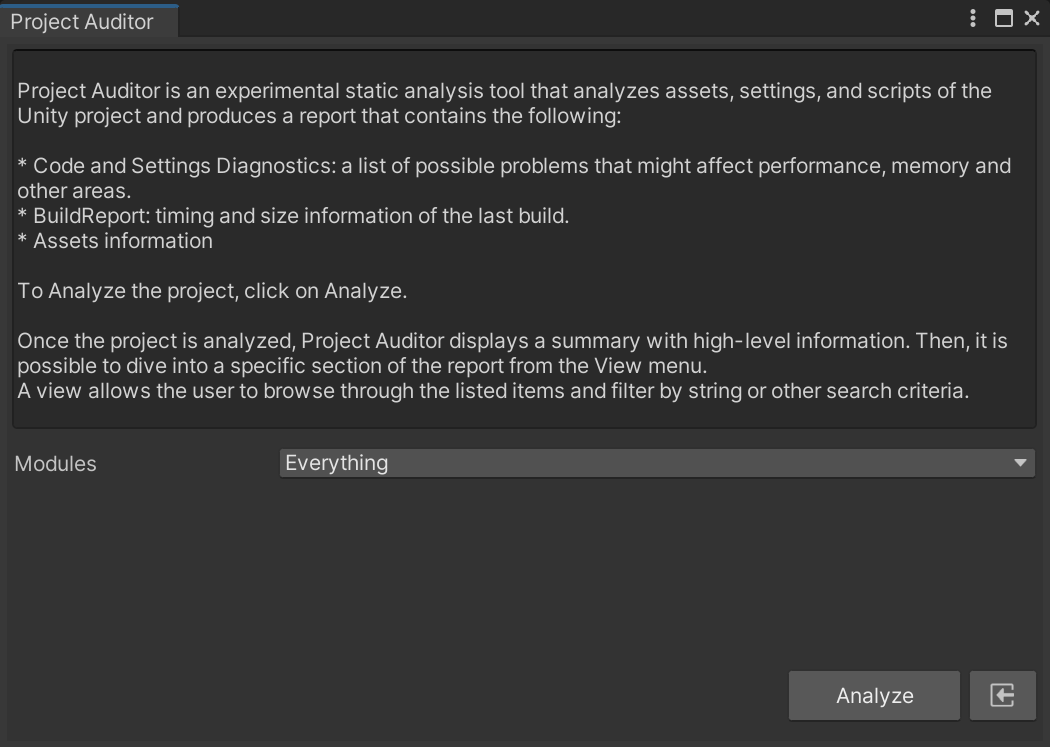 Project Auditor
Project Auditor is an experimental static analysis tool that analyzes assets, settings, and scripts of the
Unity project and produces a report that contains the following:
* Code and Settings Diagnostics: a list of possible problems that might affect performance, memory and
other areas.
* BuildReport: timing and size information of the last build.
* Assets information
To Analyze the project, click on Analyze.
Once the project is analyzed, Project Auditor displays a summary with high-level information. Then, it is
possible to dive into a specific section of the report from the View menu.
A view allows the user to browse through the listed items and filter by string or other search criteria.
Modules Everything
Analyze